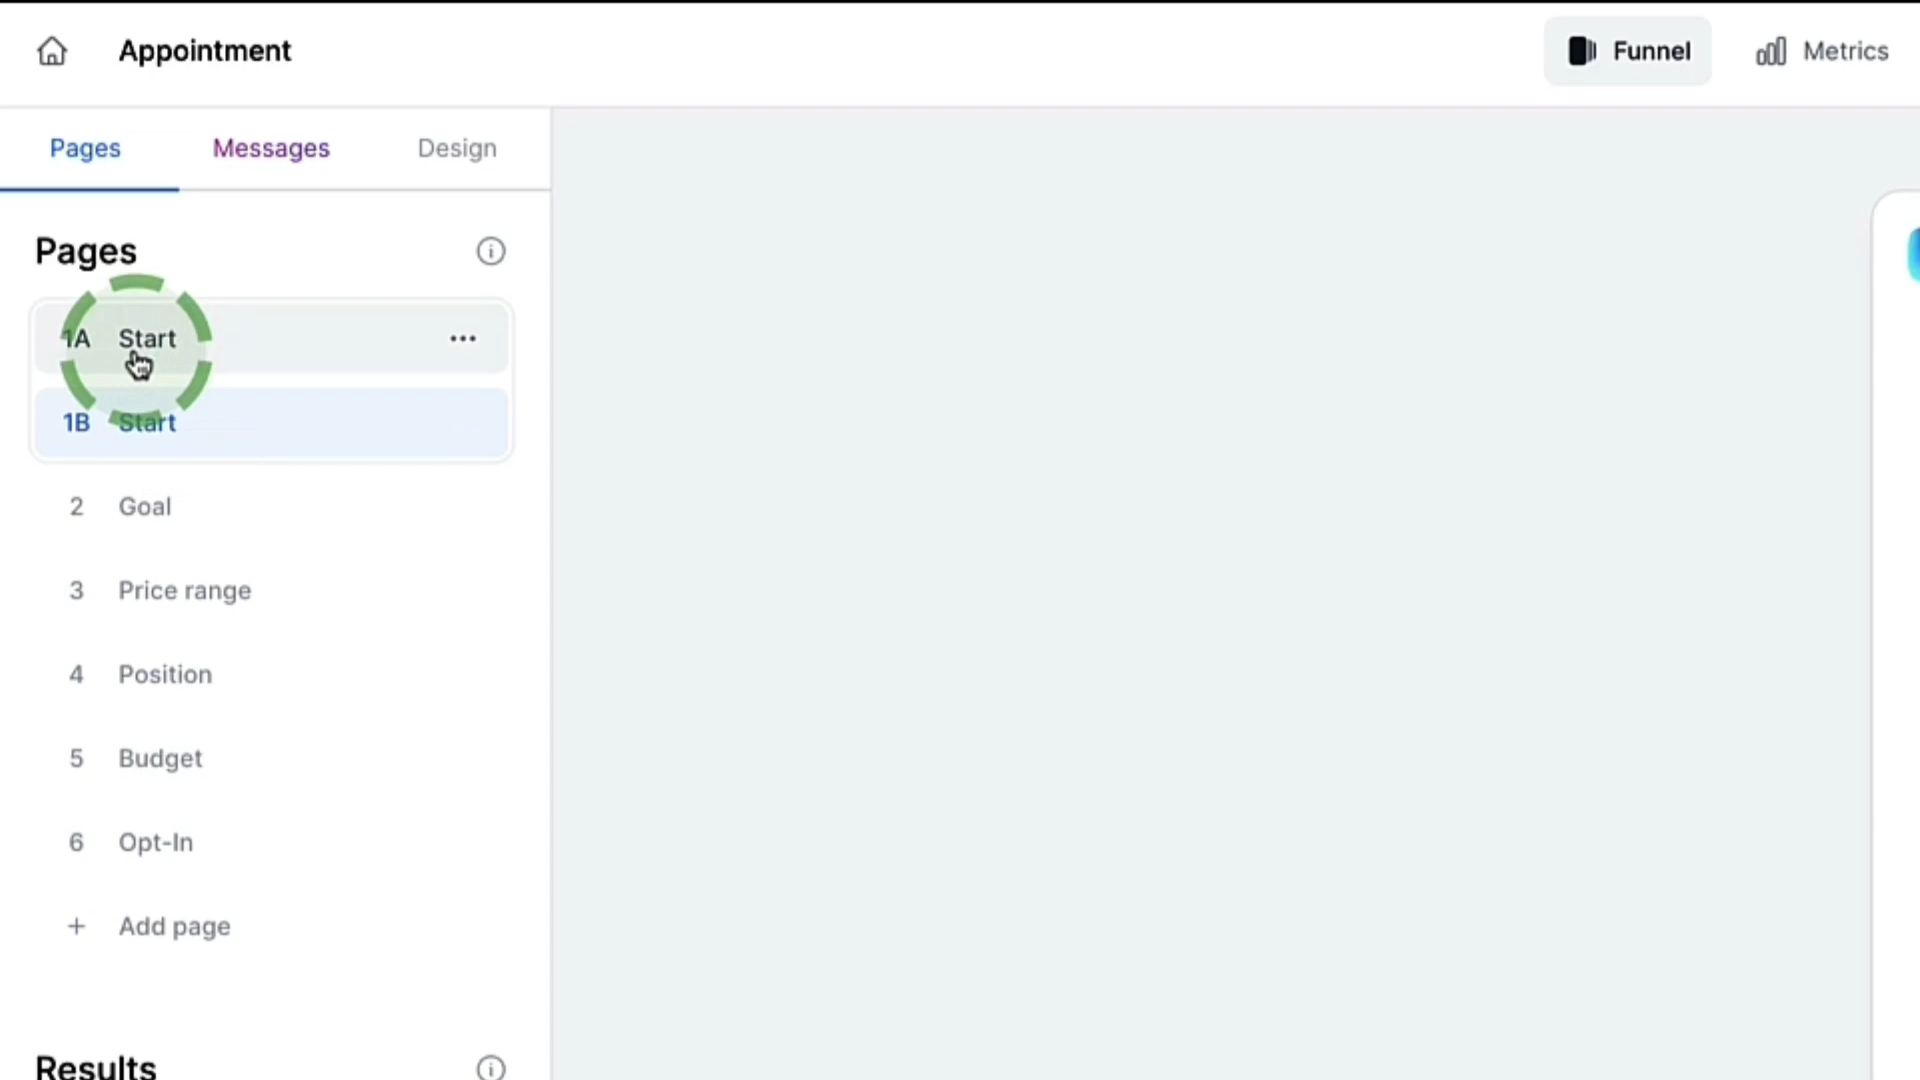 Appointment
Funnel
Metrics
Pages
Messages
Design
Pages
1A Start
1B Start
2 Goal
3 Price range
4 Position
5 Budget
6 Opt-In
+ Add page
Results